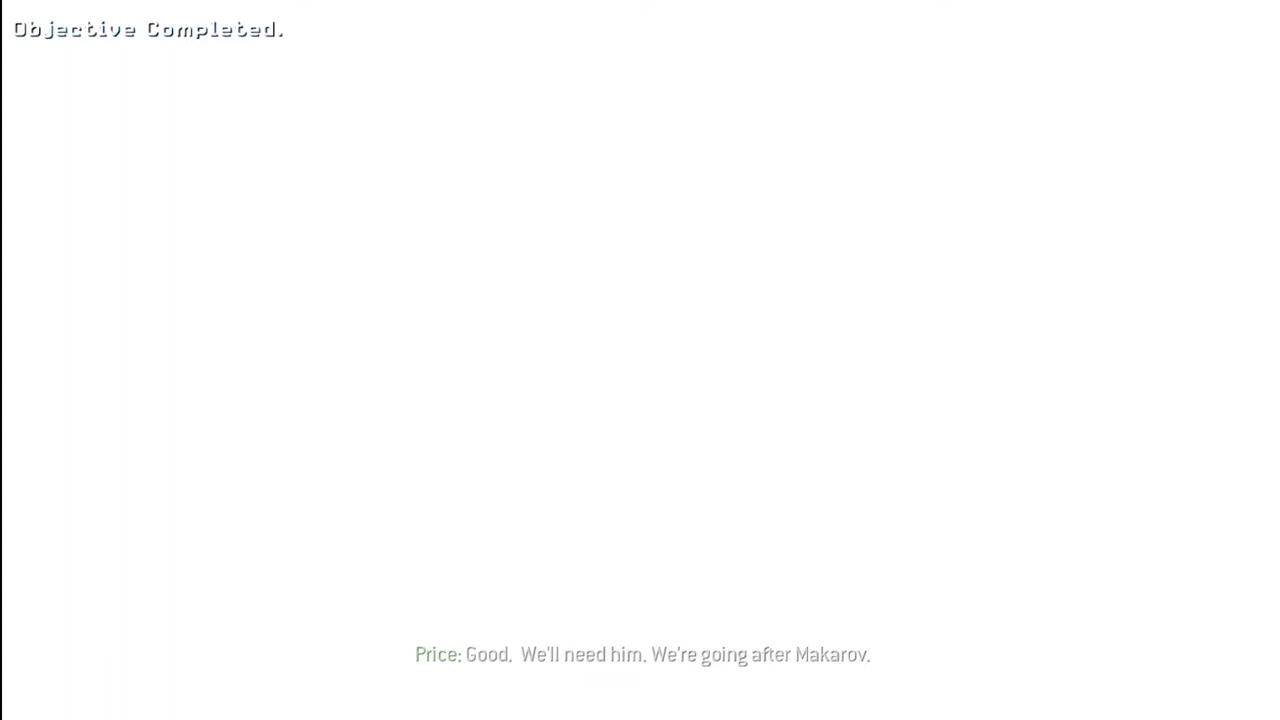 Objective Completed.
Price: Good.  We'll need him. We're going after Makarov.